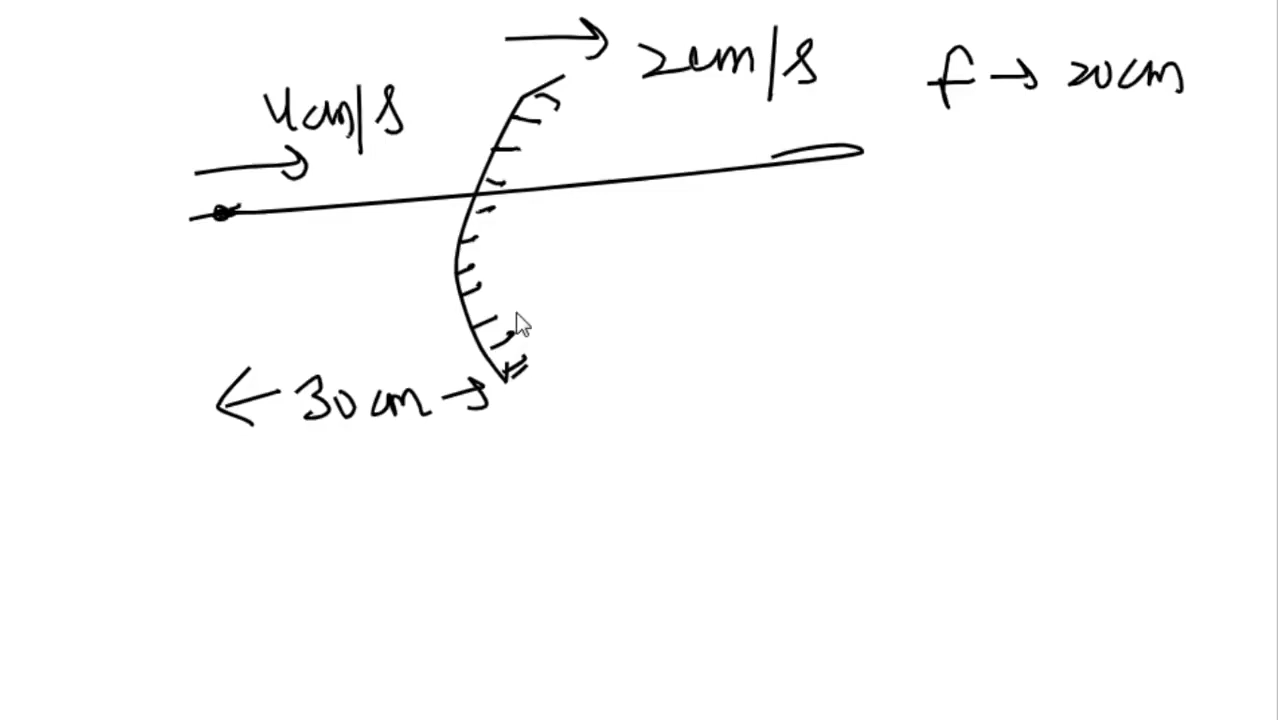 2cm/s
f → 20cm
4cm/s
← 30cm →